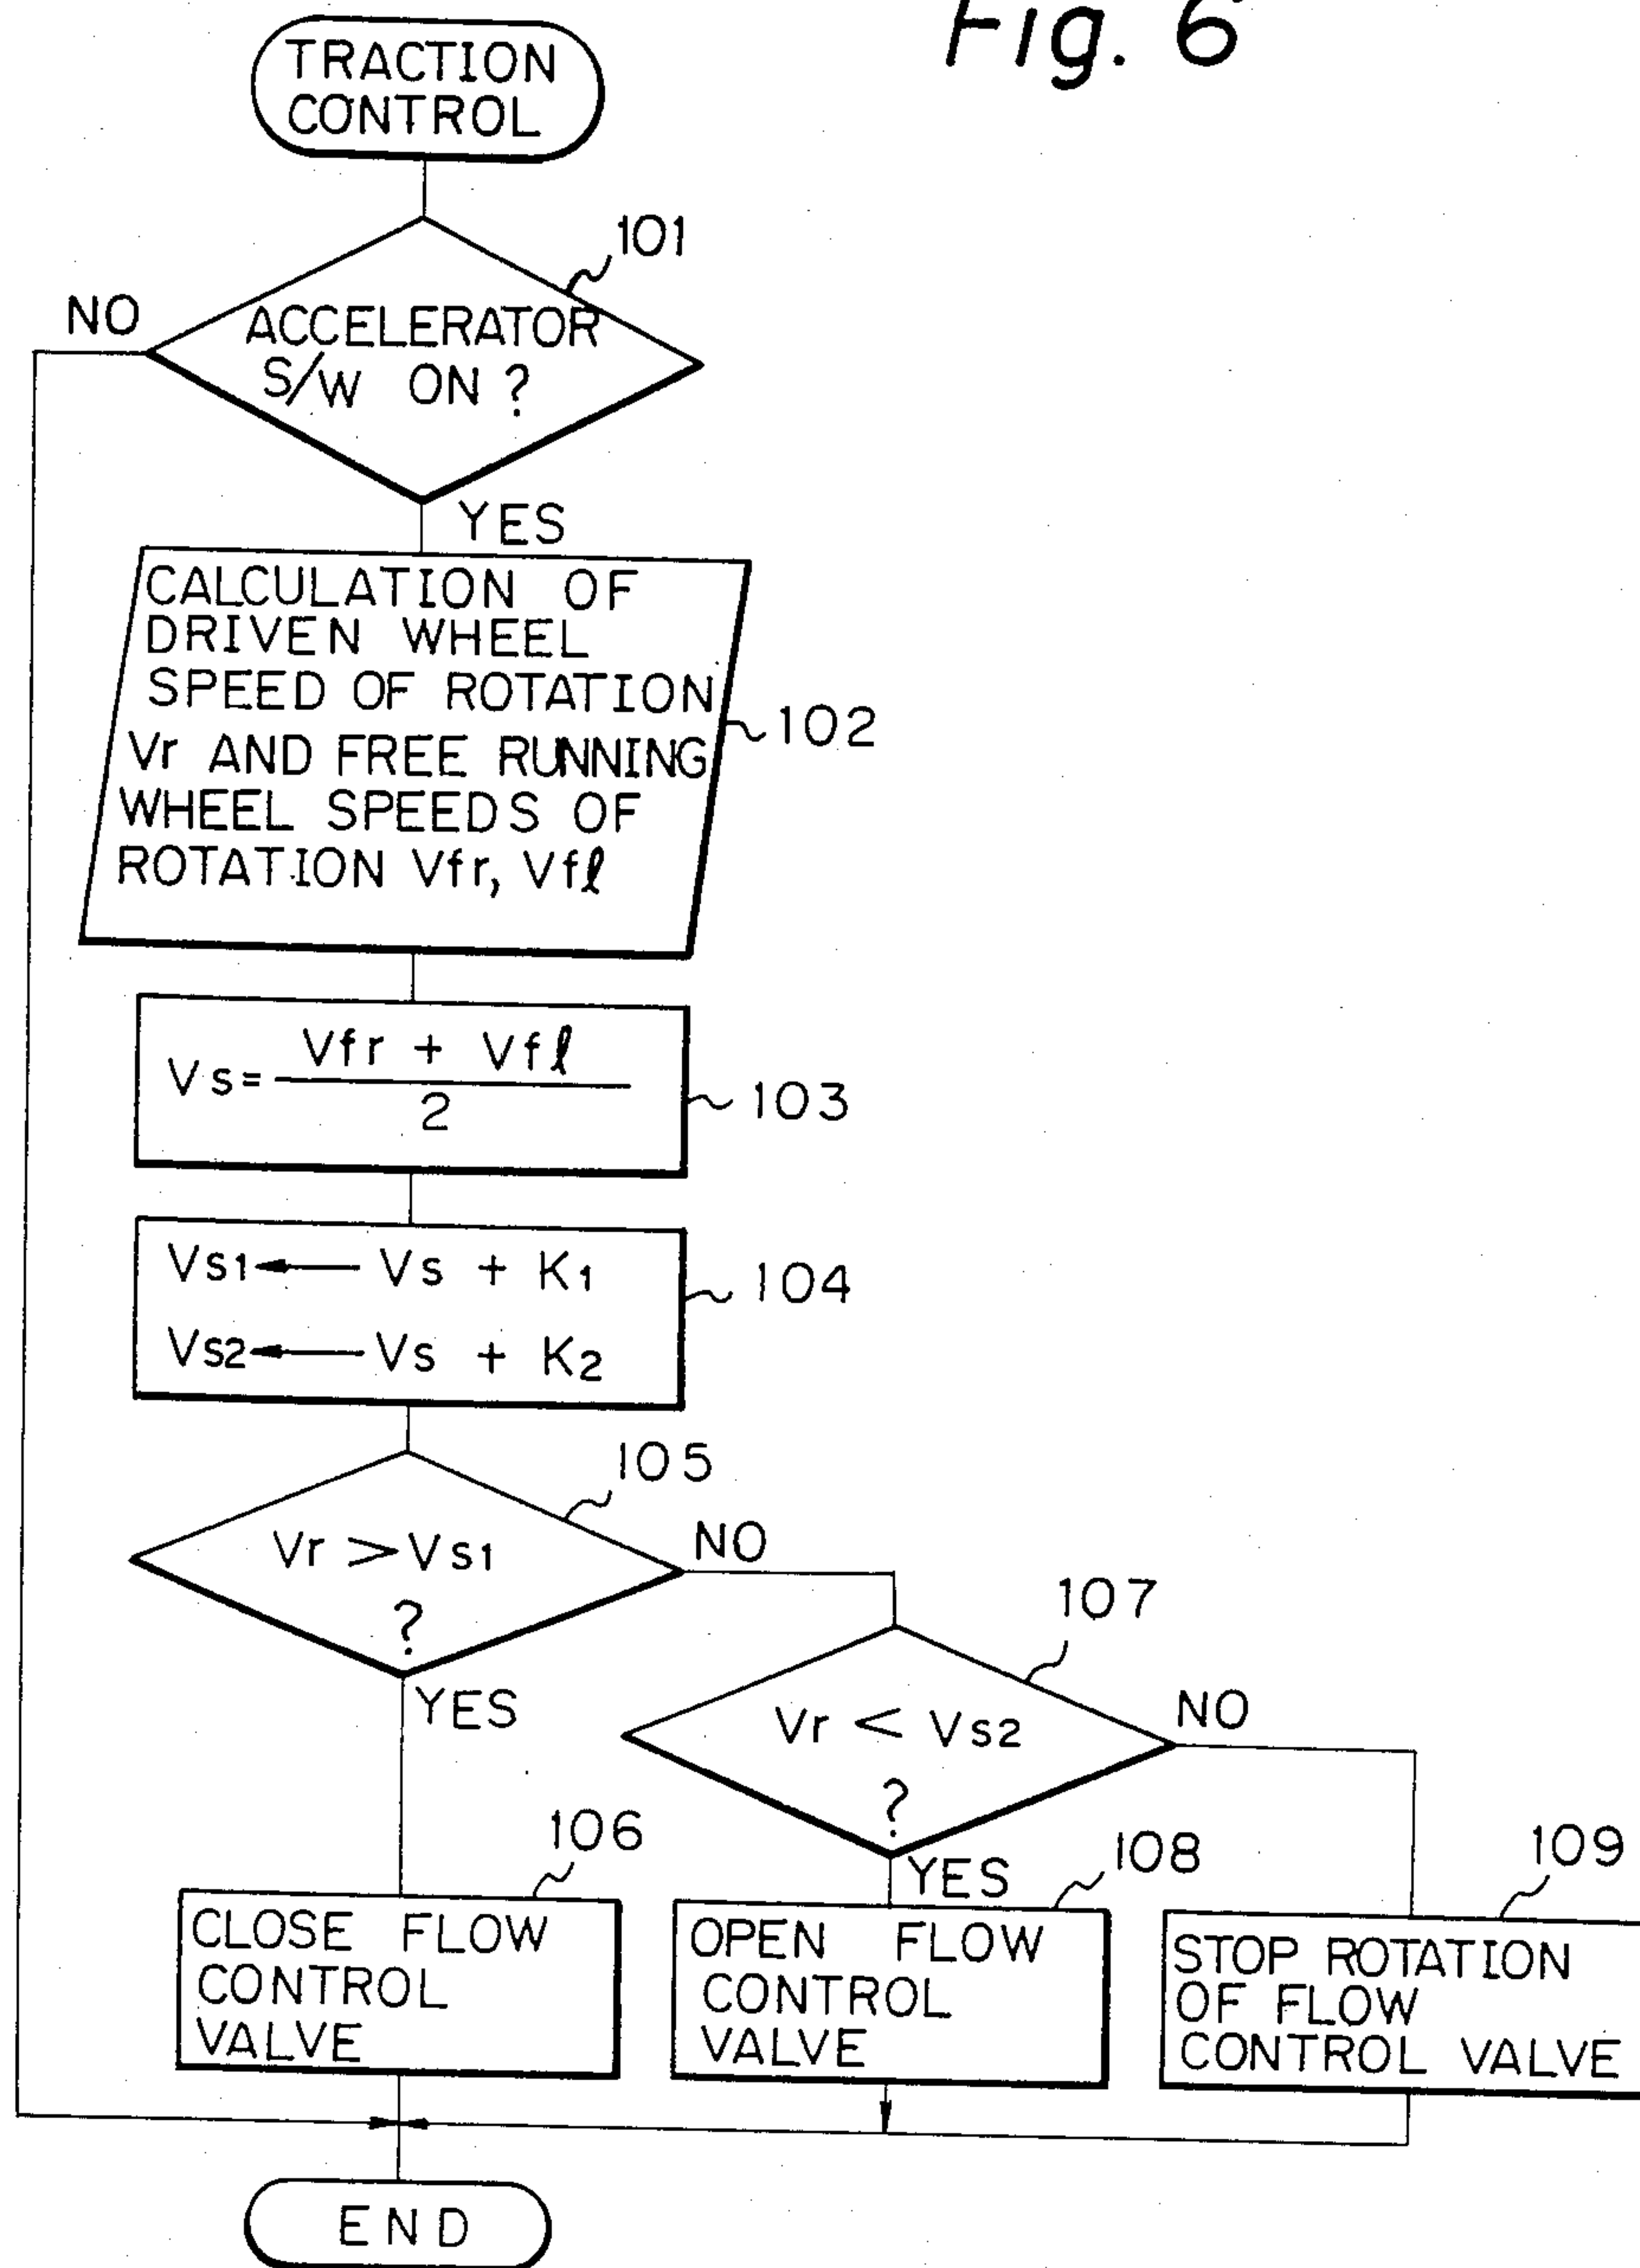 Fig. 6
TRACTION
CONTROL
101
NO
ACCELERATOR
S/W ON ?
YES
CALCULATION OF
DRIVEN WHEEL
SPEED OF ROTATION
Vr AND FREE RUNNING
WHEEL SPEEDS OF
ROTATION Vfr, Vfℓ
102
Vs = Vfr + Vfℓ
2
103
Vs1 ← Vs + K1
Vs2 ← Vs + K2
104
105
Vr > Vs1
?
NO
YES
107
Vr < Vs2
?
NO
YES
106
CLOSE FLOW
CONTROL
VALVE
108
OPEN FLOW
CONTROL
VALVE
109
STOP ROTATION
OF FLOW
CONTROL VALVE
END